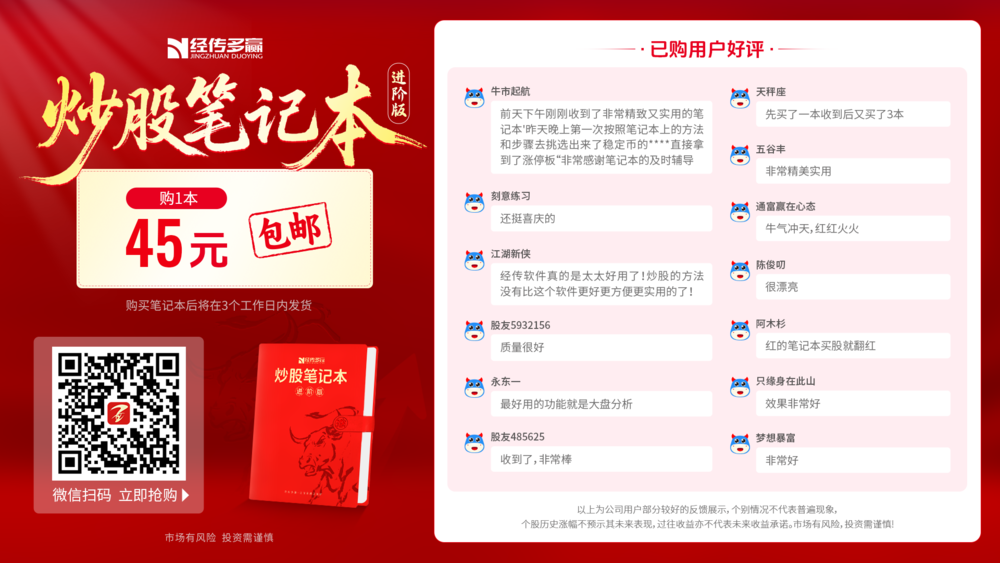 经传多赢
JINGZHUAN DUOYING
炒股笔记本
进阶版
购1本
45元
包邮
购买笔记本后将在3个工作日内发货
微信扫码 立即抢购
经传多赢
炒股笔记本
进阶版
市场有风险 投资需谨慎
已购用户好评
牛市起航
前天下午刚刚收到了非常精致又实用的笔
记本'昨天晚上第一次按照笔记本上的方法
和步骤去挑选出来了稳定币的****直接拿
到了涨停板“非常感谢笔记本的及时辅导
刻意练习
还挺喜庆的
江湖新侠
经传软件真的是太太好用了!炒股的方法
没有比这个软件更好更方便更实用的了!
股友5932156
质量很好
永东一
最好用的功能就是大盘分析
股友485625
收到了,非常棒
天秤座
先买了一本收到后又买了3本
五谷丰
非常精美实用
通富赢在心态
牛气冲天,红红火火
陈俊叨
很漂亮
阿木杉
红的笔记本买股就翻红
只缘身在此山
效果非常好
梦想暴富
非常好
以上为公司用户部分较好的反馈展示,个别情况不代表普遍现象,
个股历史涨幅不预示其未来表现,过往收益亦不代表未来收益承诺。市场有风险,投资需谨慎!